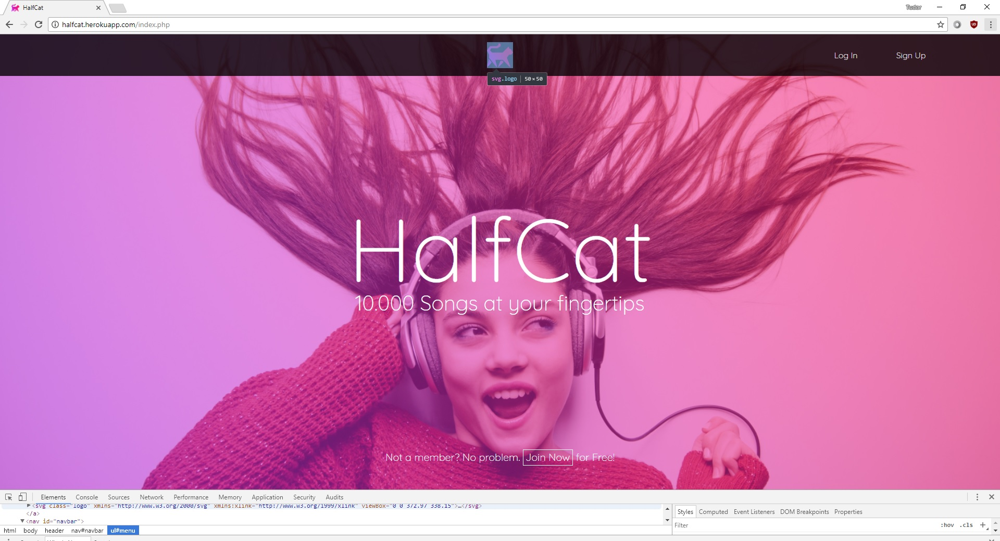 HalfCat
Tudor
halfcat.herokuapp.com/index.php
Log In
Sign Up
svg.logo 50×50
HalfCat
10.000 Songs at your fingertips
Not a member? No problem. Join Now for Free!
Elements Console Sources Network Performance Memory Application Security Audits
<svg class="logo" xmlns="http://www.w3.org/2000/svg" xmlns:xlink="http://www.w3.org/1999/xlink" viewBox="0 0 372.97 338.15">…</svg>
</a>
<nav id="navbar">
html body header nav#navbar ul#menu
Styles Computed Event Listeners DOM Breakpoints Properties
Filter :hov .cls +